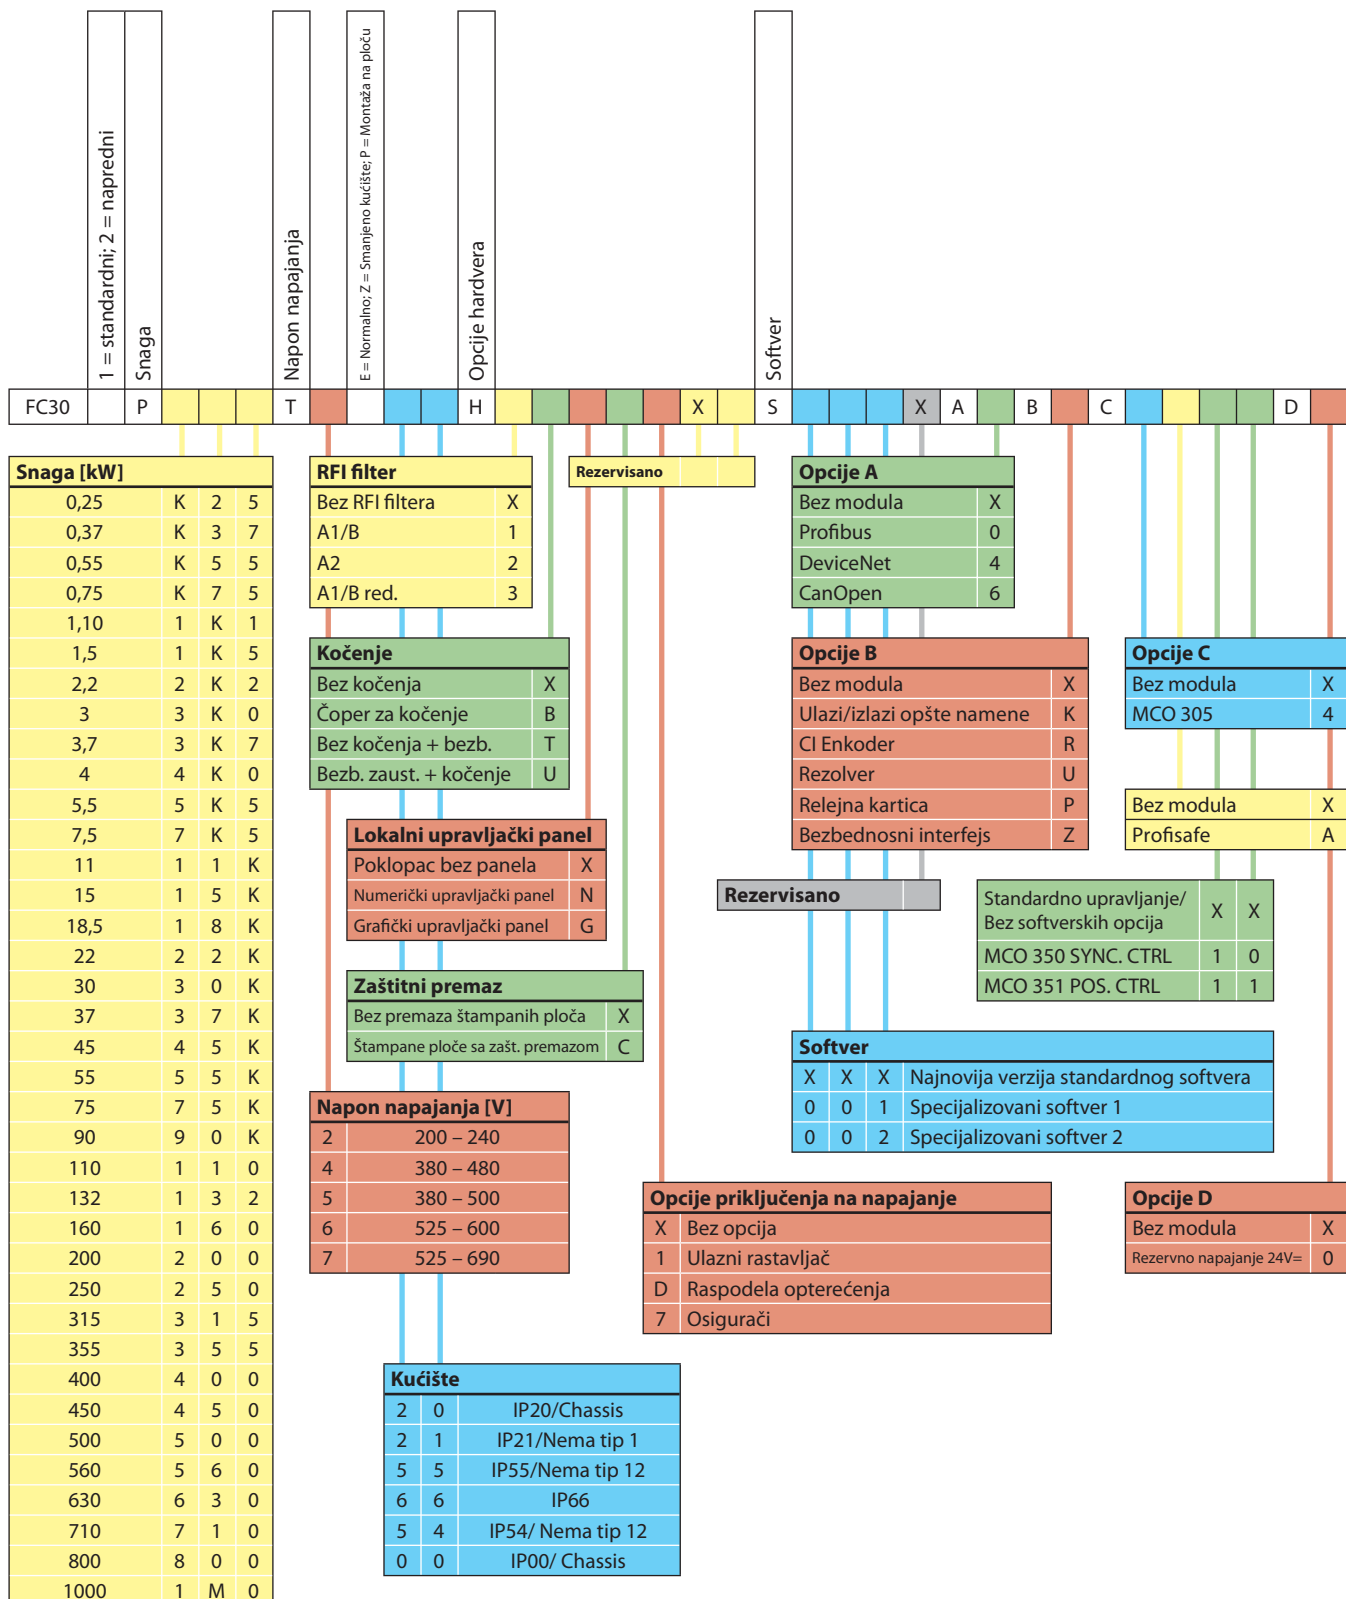 1 = standardni; 2 = napredni
Snaga
Napon napajanja
E = Normalno; Z = Smanjeno kućište; P = Montaža na ploču
Opcije hardvera
Softver
FC30 P T H X S X A B C D
Snaga [kW]
0,25 K 2 5
0,37 K 3 7
0,55 K 5 5
0,75 K 7 5
1,10 1 K 1
1,5 1 K 5
2,2 2 K 2
3 3 K 0
3,7 3 K 7
4 4 K 0
5,5 5 K 5
7,5 7 K 5
11 1 1 K
15 1 5 K
18,5 1 8 K
22 2 2 K
30 3 0 K
37 3 7 K
45 4 5 K
55 5 5 K
75 7 5 K
90 9 0 K
110 1 1 0
132 1 3 2
160 1 6 0
200 2 0 0
250 2 5 0
315 3 1 5
355 3 5 5
400 4 0 0
450 4 5 0
500 5 0 0
560 5 6 0
630 6 3 0
710 7 1 0
800 8 0 0
1000 1 M 0
RFI filter
Bez RFI filtera X
A1/B 1
A2 2
A1/B red. 3
Kočenje
Bez kočenja X
Čoper za kočenje B
Bez kočenja + bezb. T
Bezb. zaust. + kočenje U
Lokalni upravljački panel
Poklopac bez panela X
Numerički upravljački panel N
Grafički upravljački panel G
Zaštitni premaz
Bez premaza štampanih ploča X
Štampane ploče sa zašt. premazom C
Napon napajanja [V]
2 200 – 240
4 380 – 480
5 380 – 500
6 525 – 600
7 525 – 690
Kućište
2 0 IP20/Chassis
2 1 IP21/Nema tip 1
5 5 IP55/Nema tip 12
6 6 IP66
5 4 IP54/ Nema tip 12
0 0 IP00/ Chassis
Rezervisano
Opcije A
Bez modula X
Profibus 0
DeviceNet 4
CanOpen 6
Opcije B
Bez modula X
Ulazi/izlazi opšte namene K
CI Enkoder R
Rezolver U
Relejna kartica P
Bezbednosni interfejs Z
Rezervisano
Opcije C
Bez modula X
MCO 305 4
Bez modula X
Profisafe A
Standardno upravljanje/
Bez softverskih opcija X X
MCO 350 SYNC. CTRL 1 0
MCO 351 POS. CTRL 1 1
Softver
X X X Najnovija verzija standardnog softvera
0 0 1 Specijalizovani softver 1
0 0 2 Specijalizovani softver 2
Opcije priključenja na napajanje
X Bez opcija
1 Ulazni rastavljač
D Raspodela opterećenja
7 Osigurači
Opcije D
Bez modula X
Rezervno napajanje 24V= 0